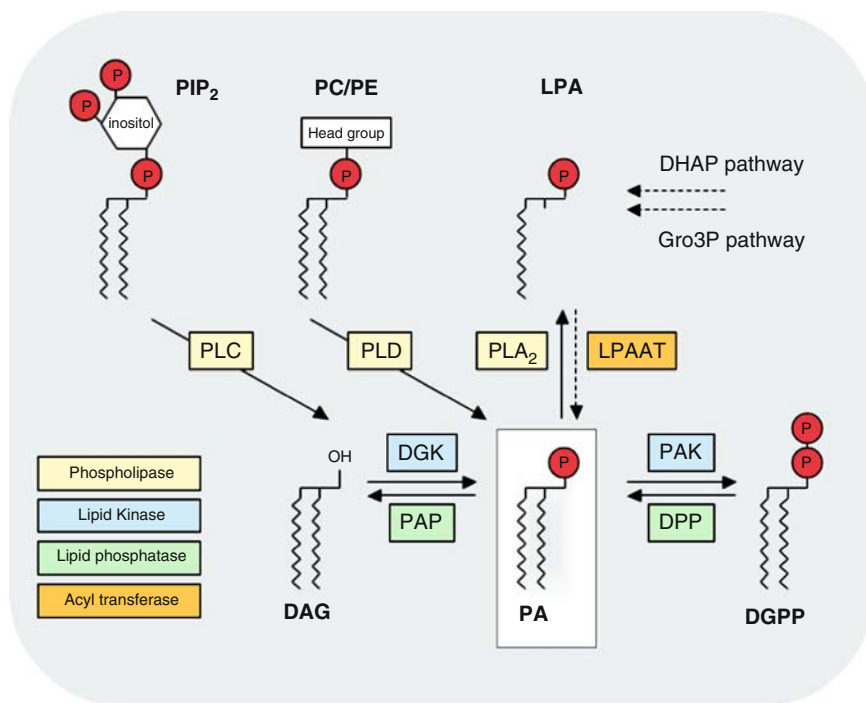 PIP2
PC/PE
LPA
P
P
inositol
P
Head group
P
P
DHAP pathway
Gro3P pathway
PLC
PLD
PLA2
LPAAT
Phospholipase
Lipid Kinase
Lipid phosphatase
Acyl transferase
OH
DAG
DGK
PAP
P
PA
PAK
DPP
P
P
DGPP